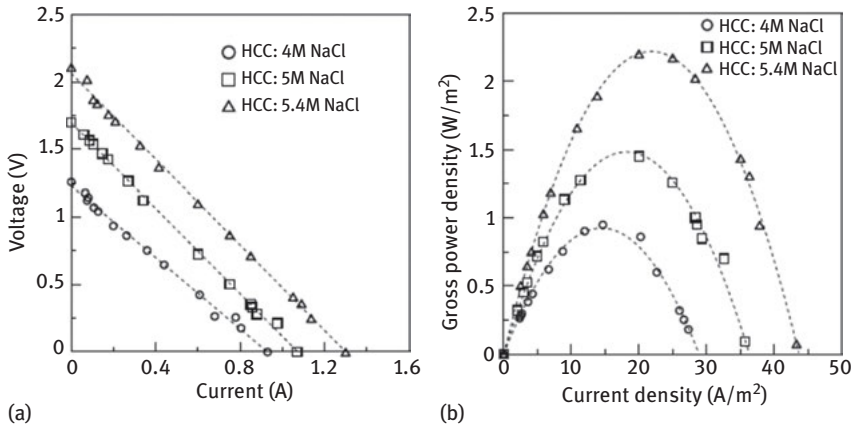 2.5
2
1.5
1
0.5
0
0
0.4
0.8
1.2
1.6
Voltage (V)
Current (A)
HCC: 4M NaCl
HCC: 5M NaCl
HCC: 5.4M NaCl
(a)
2.5
2
1.5
1
0.5
0
0
10
20
30
40
50
Gross power density (W/m²)
Current density (A/m²)
HCC: 4M NaCl
HCC: 5M NaCl
HCC: 5.4M NaCl
(b)